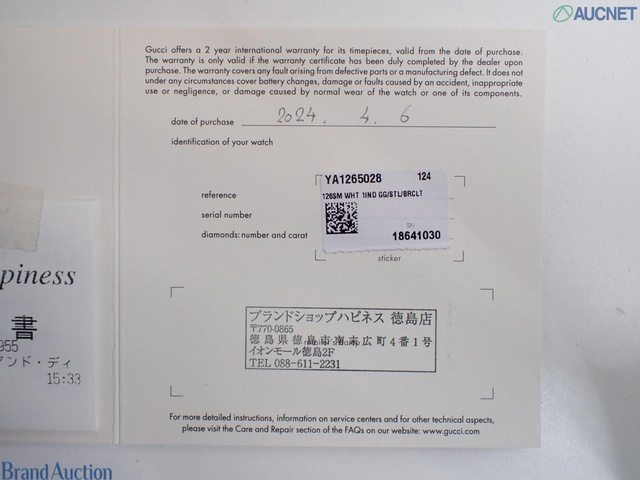 AUCNET
Gucci offers a 2 year international warranty for its timepieces, valid from the date of purchase.
The warranty is only valid if the warranty certificate has been duly completed by the dealer upon
purchase. The warranty covers any fault arising from defective parts or a manufacturing defect. It does not
under any circumstances cover battery changes, damage or faults caused by an accident, inappropriate
use or negligence, or damage caused by normal wear of the watch or one of its components.
date of purchase 2024. 4. 6
identification of your watch
YA1265028 124
126SM WHT 1IND GG/STL/BRCLT
reference
serial number
SN
18641030
diamonds: number and carat
sticker
piness
書
955
アンド・ディ
15:33
ブランドショップハピネス 徳島店
〒770-0865
徳島県徳島市南末広町4番1号
イオンモール徳島2F
TEL 088-611-2231
For more detailed instructions, information on service centers and for other technical aspects,
please visit the Care and Repair section of the FAQs on our website: www.gucci.com
Brand Auction